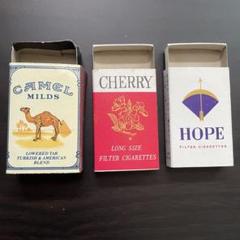 CAMEL
MILDS
LOWERED TAR
TURKISH & AMERICAN
BLEND
CHERRY
LONG SIZE
FILTER CIGARETTES
HOPE
FILTER CIGARETTES